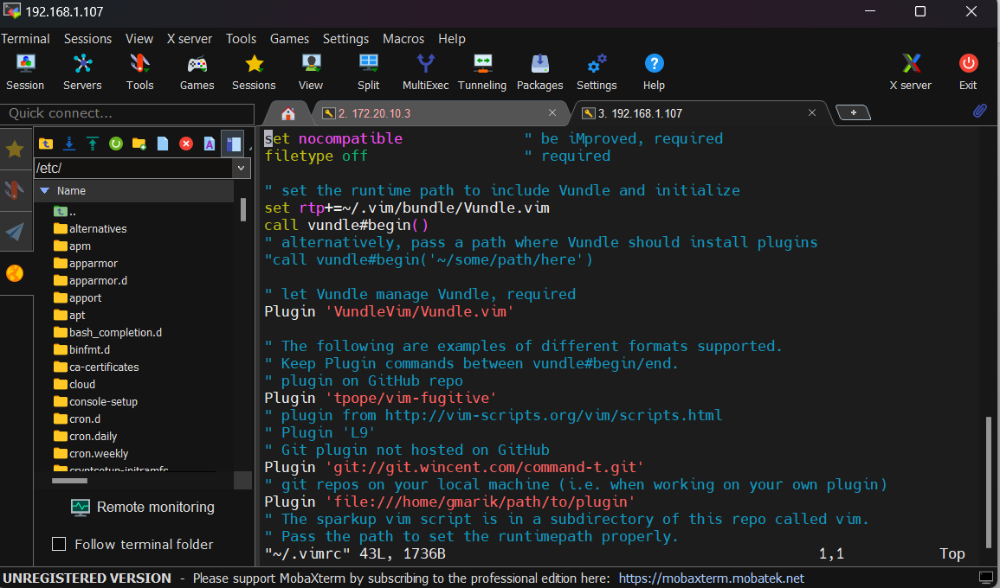 192.168.1.107
Terminal Sessions View X server Tools Games Settings Macros Help
Session Servers Tools Games Sessions View Split MultiExec Tunneling Packages Settings Help X server Exit
Quick connect...
2. 172.20.10.3
3. 192.168.1.107
/etc/
Name
..
alternatives
apm
apparmor
apparmor.d
apport
apt
bash_completion.d
binfmt.d
ca-certificates
cloud
console-setup
cron.d
cron.daily
cron.weekly
cryptsetup-initramfs
Remote monitoring
Follow terminal folder
set nocompatible " be iMproved, required
filetype off " required
" set the runtime path to include Vundle and initialize
set rtp+=~/.vim/bundle/Vundle.vim
call vundle#begin()
" alternatively, pass a path where Vundle should install plugins
"call vundle#begin('~/some/path/here')
" let Vundle manage Vundle, required
Plugin 'VundleVim/Vundle.vim'
" The following are examples of different formats supported.
" Keep Plugin commands between vundle#begin/end.
" plugin on GitHub repo
Plugin 'tpope/vim-fugitive'
" plugin from http://vim-scripts.org/vim/scripts.html
" Plugin 'L9'
" Git plugin not hosted on GitHub
Plugin 'git://git.wincent.com/command-t.git'
" git repos on your local machine (i.e. when working on your own plugin)
Plugin 'file:///home/gmarik/path/to/plugin'
" The sparkup vim script is in a subdirectory of this repo called vim.
" Pass the path to set the runtimepath properly.
"~/.vimrc" 43L, 1736B 1,1 Top
UNREGISTERED VERSION - Please support MobaXterm by subscribing to the professional edition here: https://mobaxterm.mobatek.net